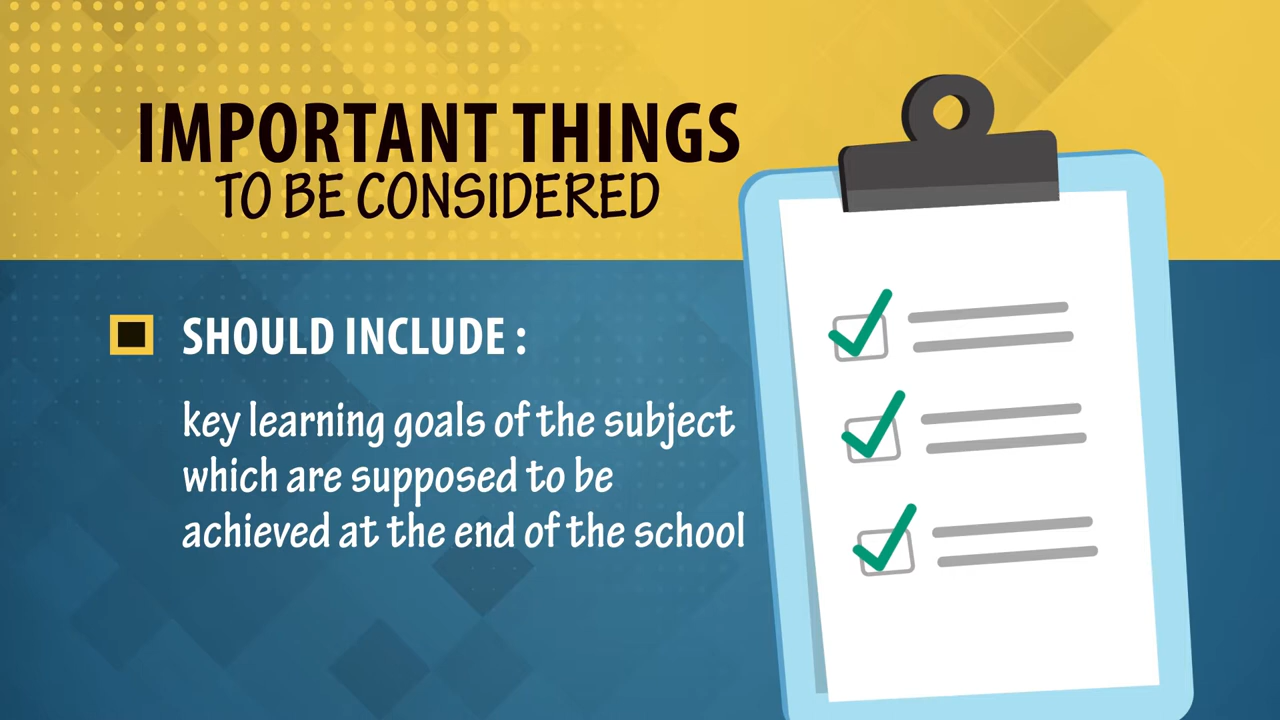 IMPORTANT THINGS
TO BE CONSIDERED
SHOULD INCLUDE :
key learning goals of the subject
which are supposed to be
achieved at the end of the school